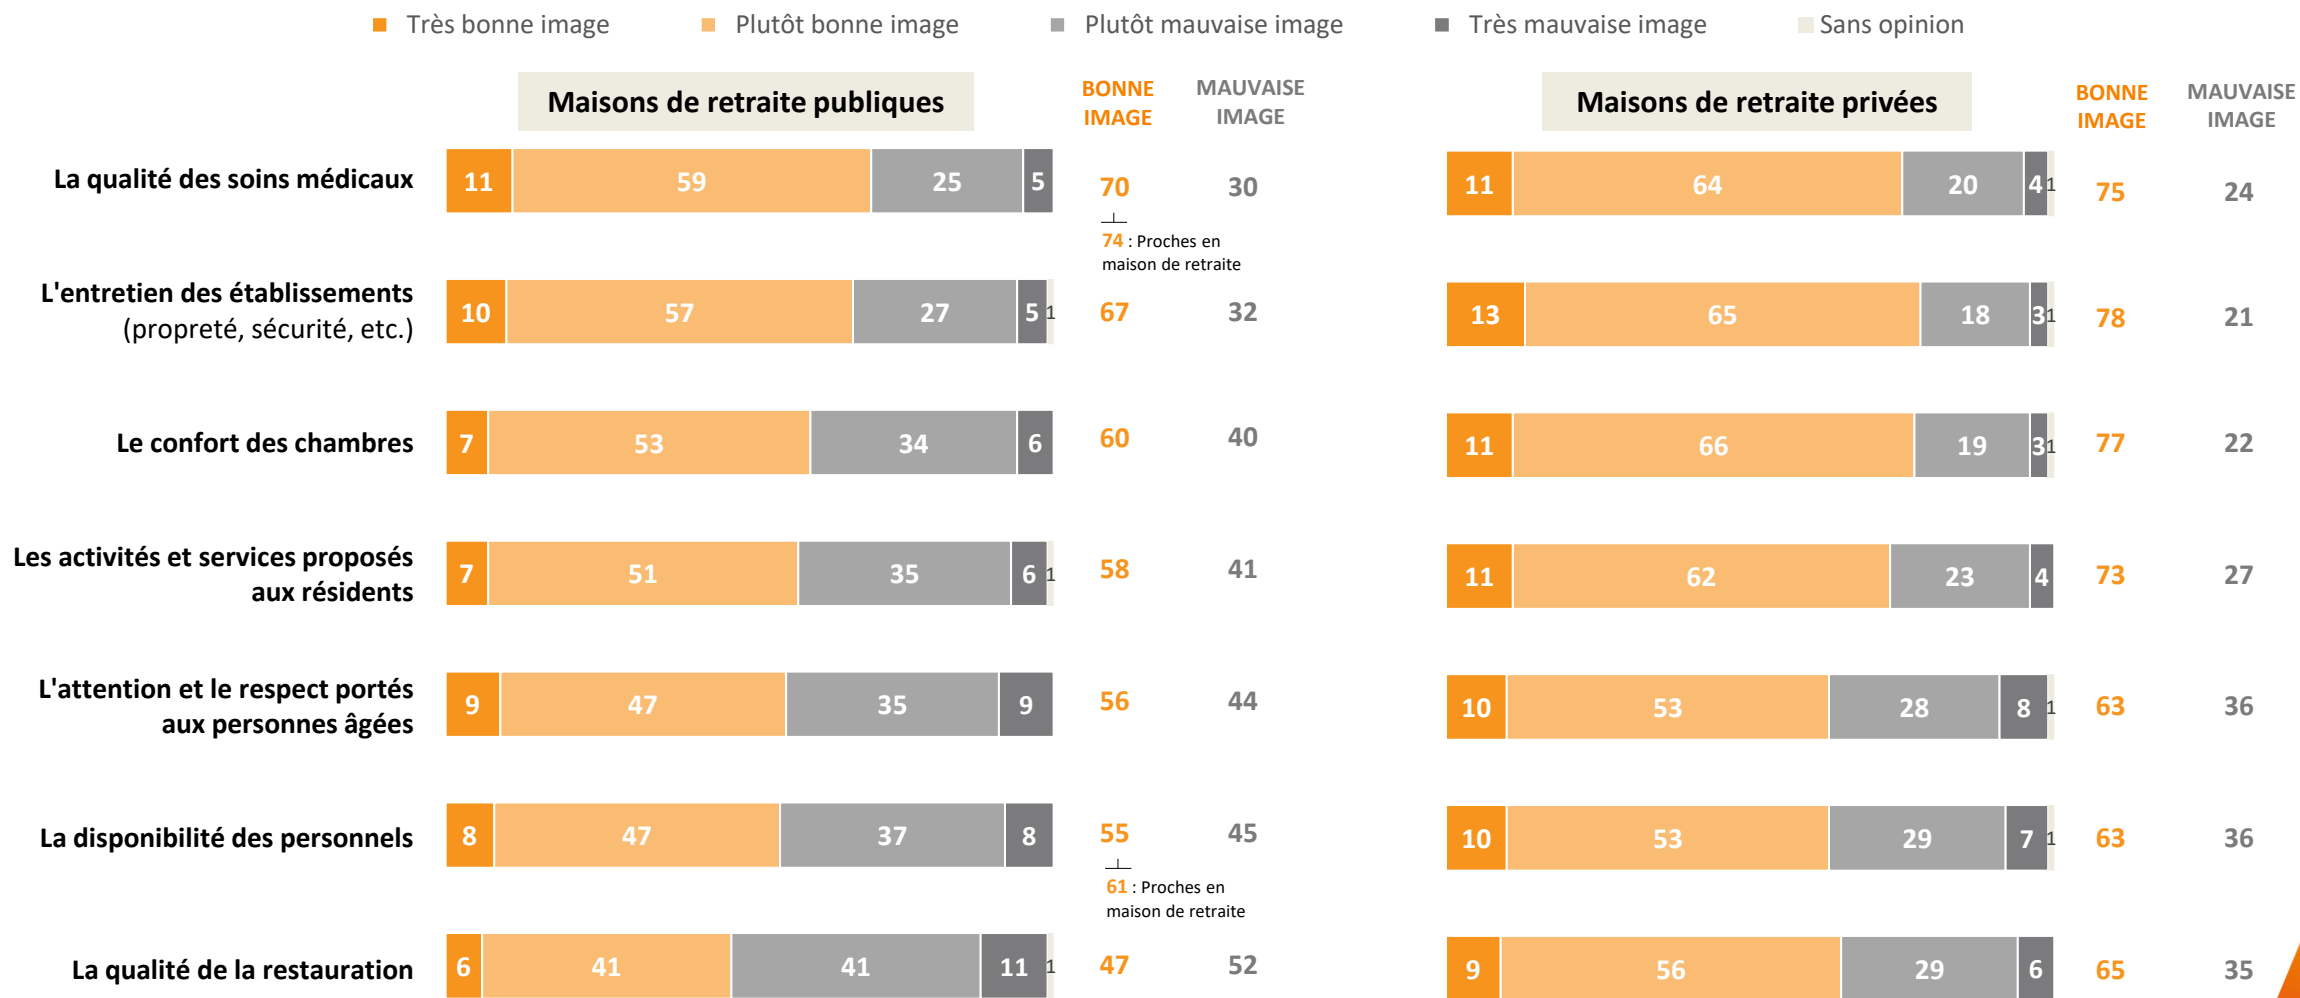 Très bonne image Plutôt bonne image Plutôt mauvaise image Très mauvaise image Sans opinion
Maisons de retraite publiques
BONNE IMAGE
MAUVAISE IMAGE
Maisons de retraite privées
BONNE IMAGE
MAUVAISE IMAGE
La qualité des soins médicaux
11 59 25 5 70 30
74 : Proches en
maison de retraite
11 64 20 4 1 75 24
L'entretien des établissements
(propreté, sécurité, etc.)
10 57 27 5 1 67 32
13 65 18 3 1 78 21
Le confort des chambres
7 53 34 6 60 40
11 66 19 3 1 77 22
Les activités et services proposés
aux résidents
7 51 35 6 1 58 41
11 62 23 4 73 27
L'attention et le respect portés
aux personnes âgées
9 47 35 9 56 44
10 53 28 8 1 63 36
La disponibilité des personnels
8 47 37 8 55 45
61 : Proches en
maison de retraite
10 53 29 7 1 63 36
La qualité de la restauration
6 41 41 11 1 47 52
9 56 29 6 65 35